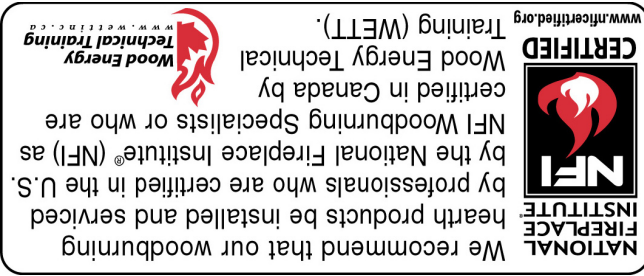 NATIONAL
FIREPLACE
INSTITUTE®
NFI
CERTIFIED
www.nficertified.org
We recommend that our woodburning
hearth products be installed and serviced
by professionals who are certified in the U.S.
by the National Fireplace Institute® (NFI) as
NFI Woodburning Specialists or who are
certified in Canada by
Wood Energy Technical
Training (WETT).
Wood Energy
Technical Training
www.wettinc.ca